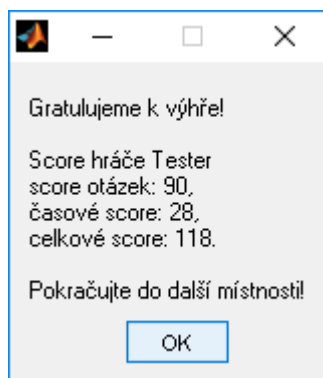 Gratulujeme k výhře!
Score hráče Tester
score otázek: 90,
časové score: 28,
celkové score: 118.
Pokračujte do další místnosti!
OK